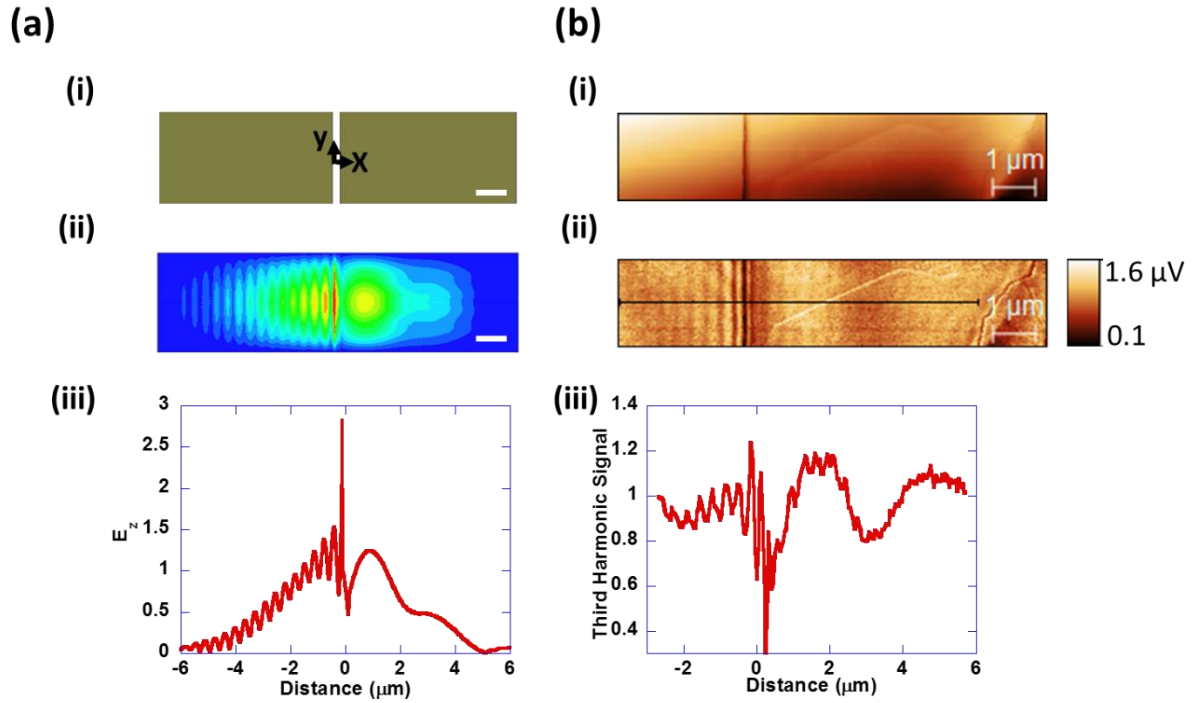 (a)
(i)
y
X
(ii)
(iii)
3
2.5
2
1.5
1
0.5
0
E_z
-6 -4 -2 0 2 4 6
Distance (μm)
(b)
(i)
1 μm
(ii)
1 μm
1.6 μV
0.1
(iii)
1.4
1.2
1
0.8
0.6
0.4
Third Harmonic Signal
-2 0 2 4 6
Distance (μm)